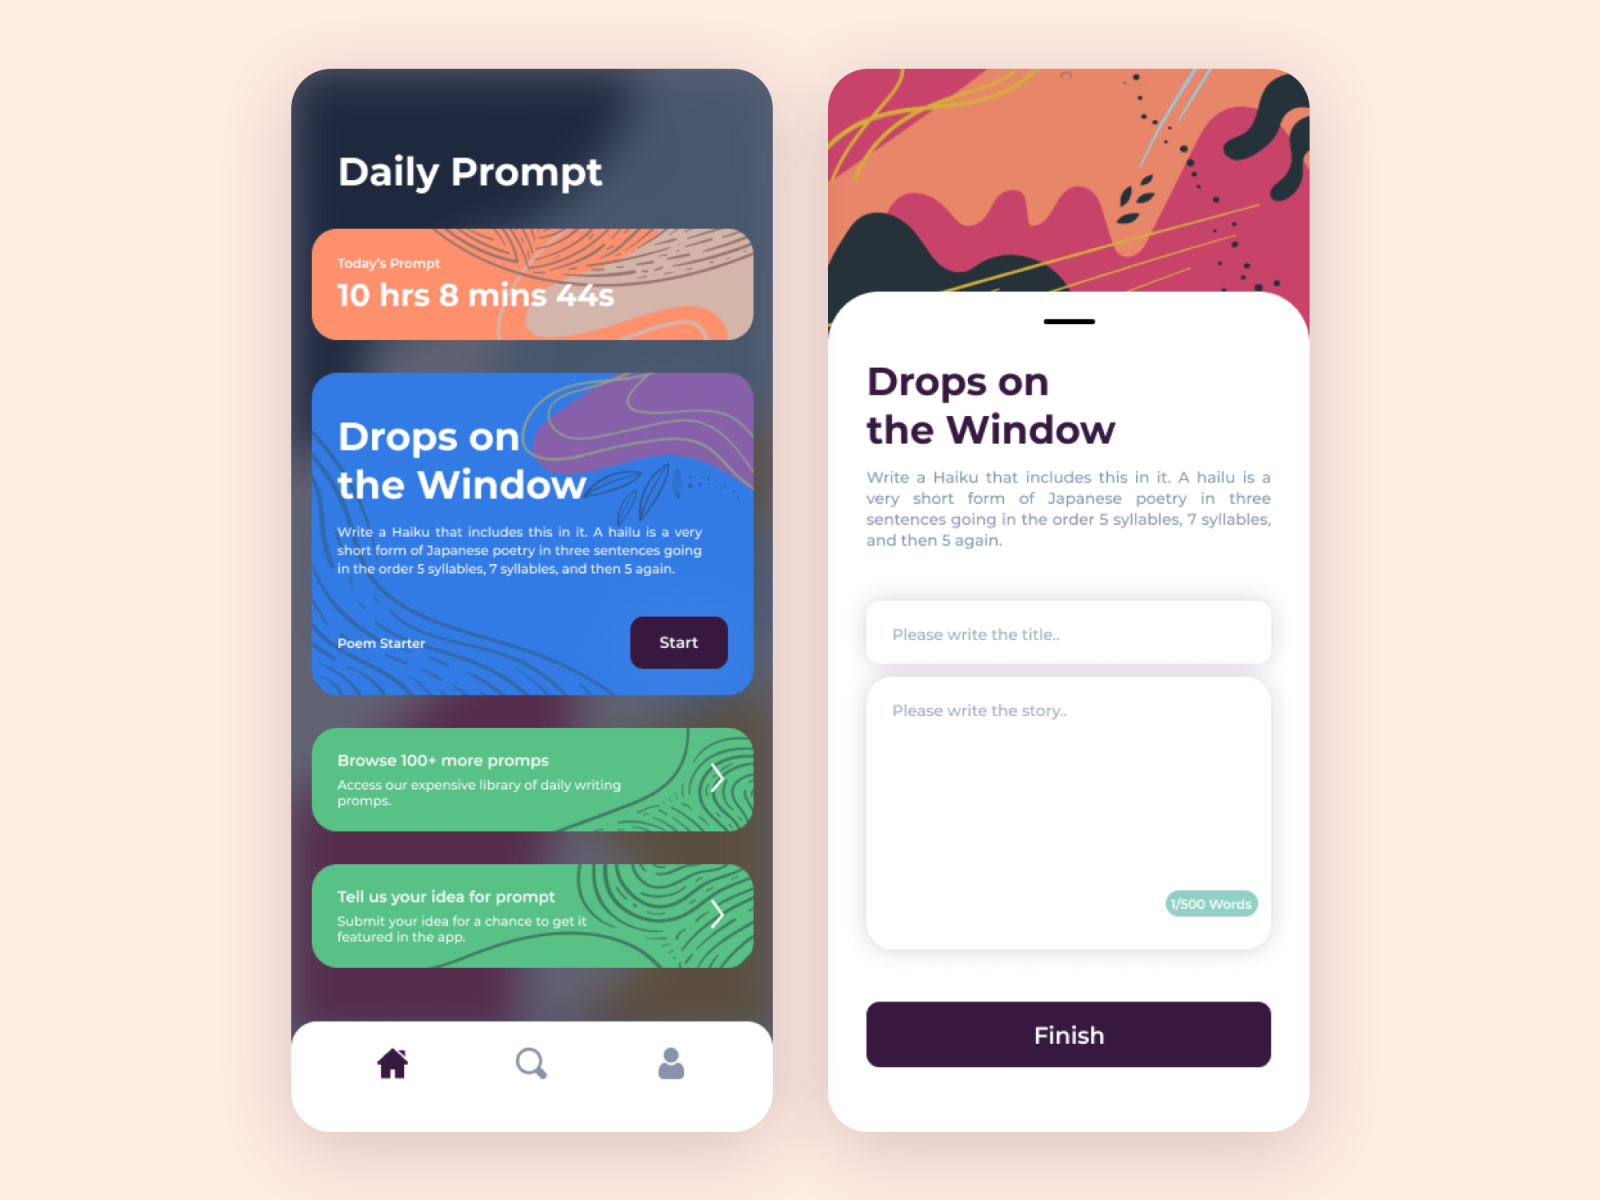 Daily Prompt
Today's Prompt
10 hrs 8 mins 44s
Drops on
the Window
Write a Haiku that includes this in it. A hailu is a very
short form of Japanese poetry in three sentences going
in the order 5 syllables, 7 syllables, and then 5 again.
Poem Starter
Start
Browse 100+ more promps
Access our expensive library of daily writing
promps.
Tell us your idea for prompt
Submit your idea for a chance to get it
featured in the app.
Drops on
the Window
Write a Haiku that includes this in it. A hailu is a
very short form of Japanese poetry in three
sentences going in the order 5 syllables, 7 syllables,
and then 5 again.
Please write the title..
Please write the story..
1/500 Words
Finish